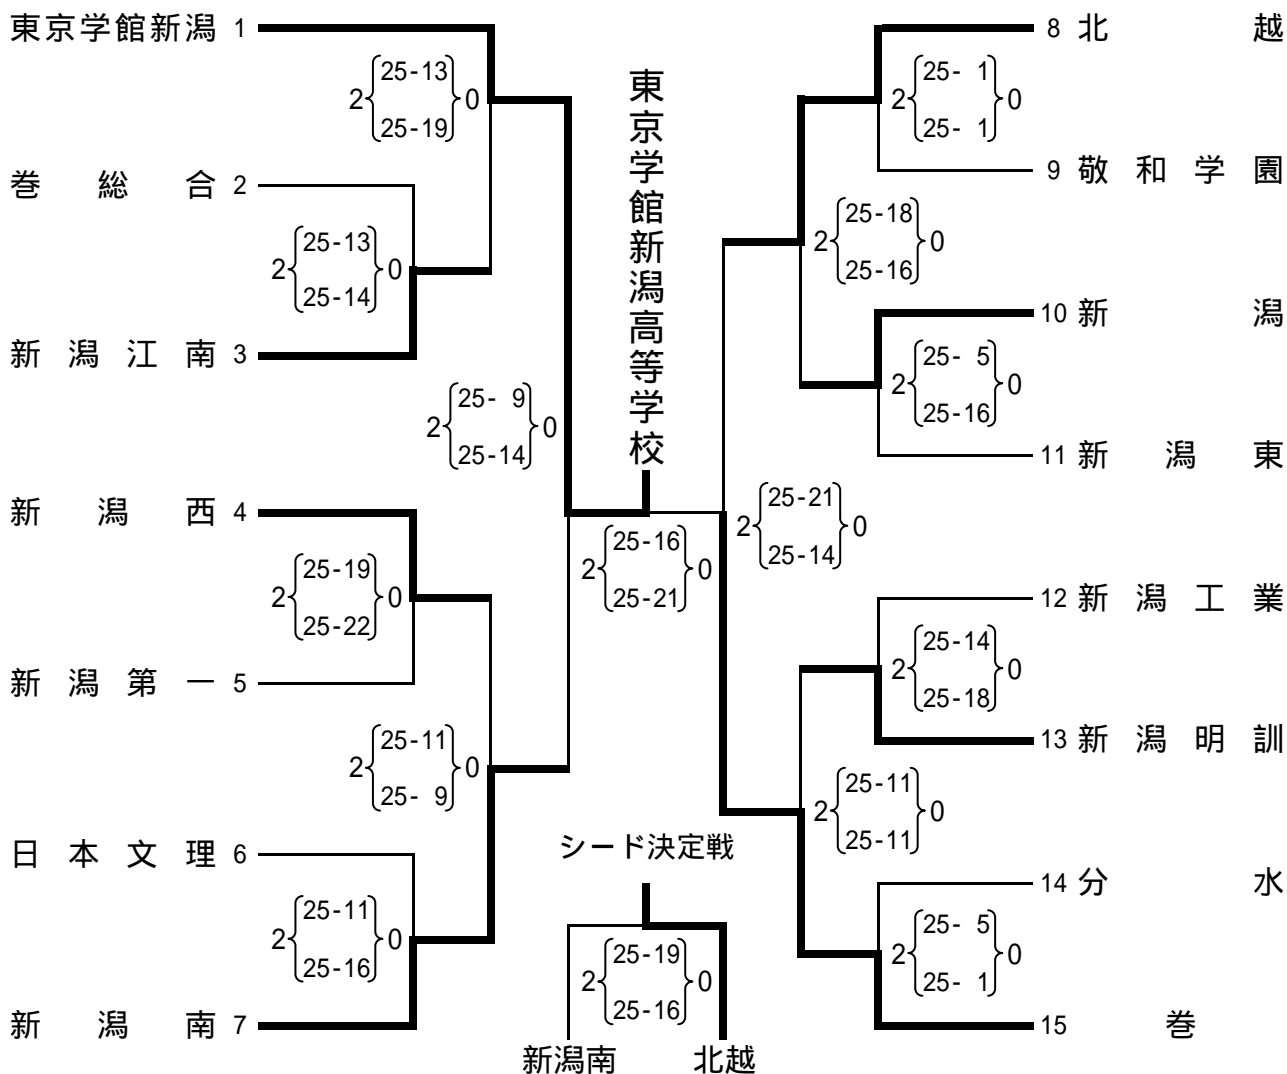 東京学館新潟 1
2 25-13 0
25-19
巻総合 2
2 25-13 0
25-14
新潟江南 3
2 25- 9 0
25-14
新潟西 4
2 25-19 0
25-22
新潟第一 5
2 25-11 0
25- 9
日本文理 6
2 25-11 0
25-16
新潟南 7
東京学館新潟高等学校
2 25-16 0
25-21
シード決定戦
2 25-19 0
25-16
新潟南 北越
8 北越
2 25- 1 0
25- 1
9 敬和学園
2 25-18 0
25-16
10 新潟
2 25- 5 0
25-16
11 新潟東
2 25-21 0
25-14
12 新潟工業
2 25-14 0
25-18
13 新潟明訓
2 25-11 0
25-11
14 分水
2 25- 5 0
25- 1
15 巻